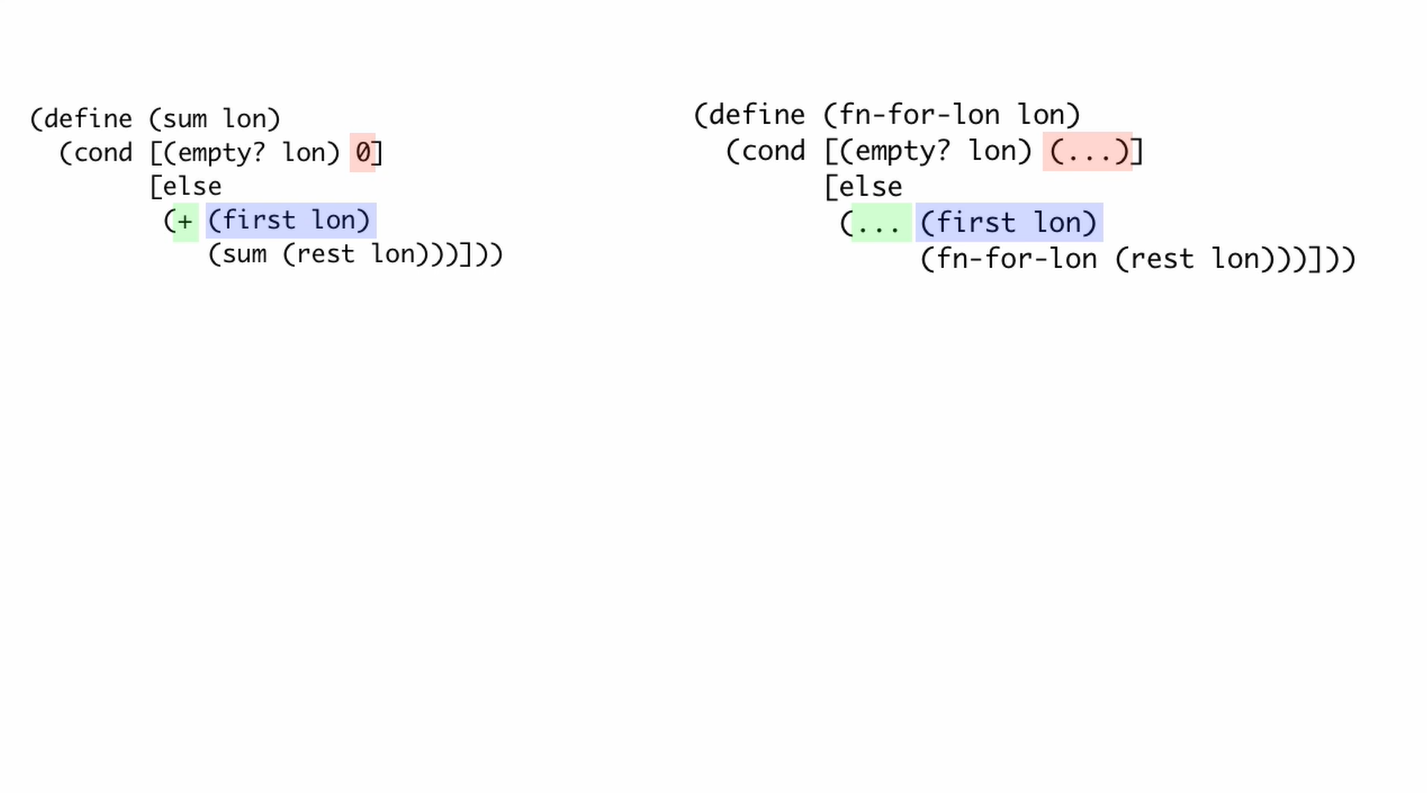 (define (sum lon)
(cond [(empty? lon) 0]
[else
(+ (first lon)
(sum (rest lon)))]))
(define (fn-for-lon lon)
(cond [(empty? lon) (...)]
[else
(... (first lon)
(fn-for-lon (rest lon)))]))